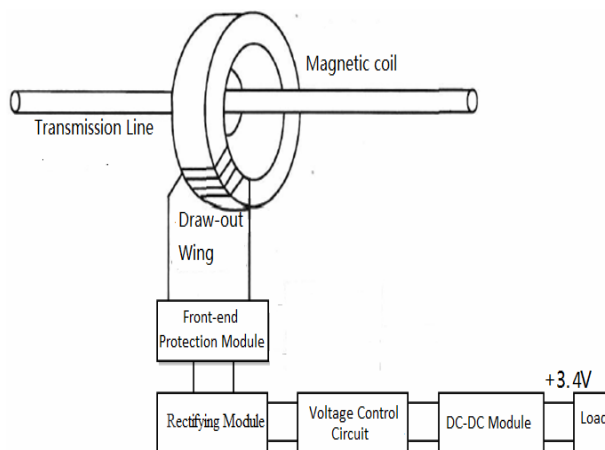 Magnetic coil
Transmission Line
Draw-out
Wing
Front-end
Protection Module
+3.4V
Rectifying Module
Voltage Control
Circuit
DC-DC Module
Load